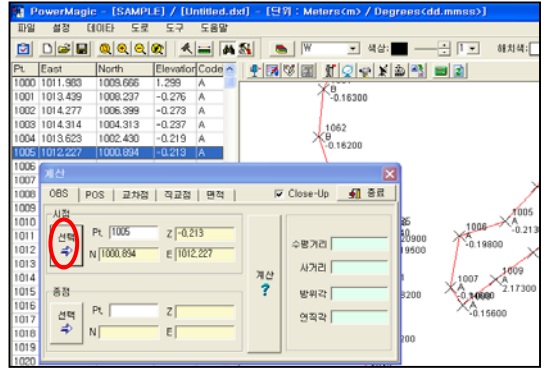 PowerMagic - [SAMPLE] / [Untitled.dxd] - [단위 : Meters<m> / Degrees<dd.mmss>]
파일 설정 데이타 도로 도구 도움말
W 색상: 1 해치색:
Pt. East North Elevation Code
1000 1011.983 1009.666 1.299 A
1001 1013.439 1008.237 -0.276 A
1002 1014.277 1006.399 -0.273 A
1003 1014.314 1004.313 -0.237 A
1004 1013.623 1002.430 -0.219 A
1005 1012.227 1000.894 -0.213 A
1006
1007
1008
1009
1010
1011
1012
1013
1014
1015
1016
1017
1018
1019
1020
계산
OBS POS 교차점 직교점 면적 Close-Up 종료
시점
선택 Pt. 1005 Z -0.213
N 1000.894 E 1012.227
종점
선택 Pt. Z
N E
계산
?
수평거리
사거리
방위각
연직각
B
-0.16300
1062
B
-0.16200
1005
A
-0.213
1006
A
-0.19800
1009
A
2.17300
1007
A
A
-0.15600
20900
9600
3200
200